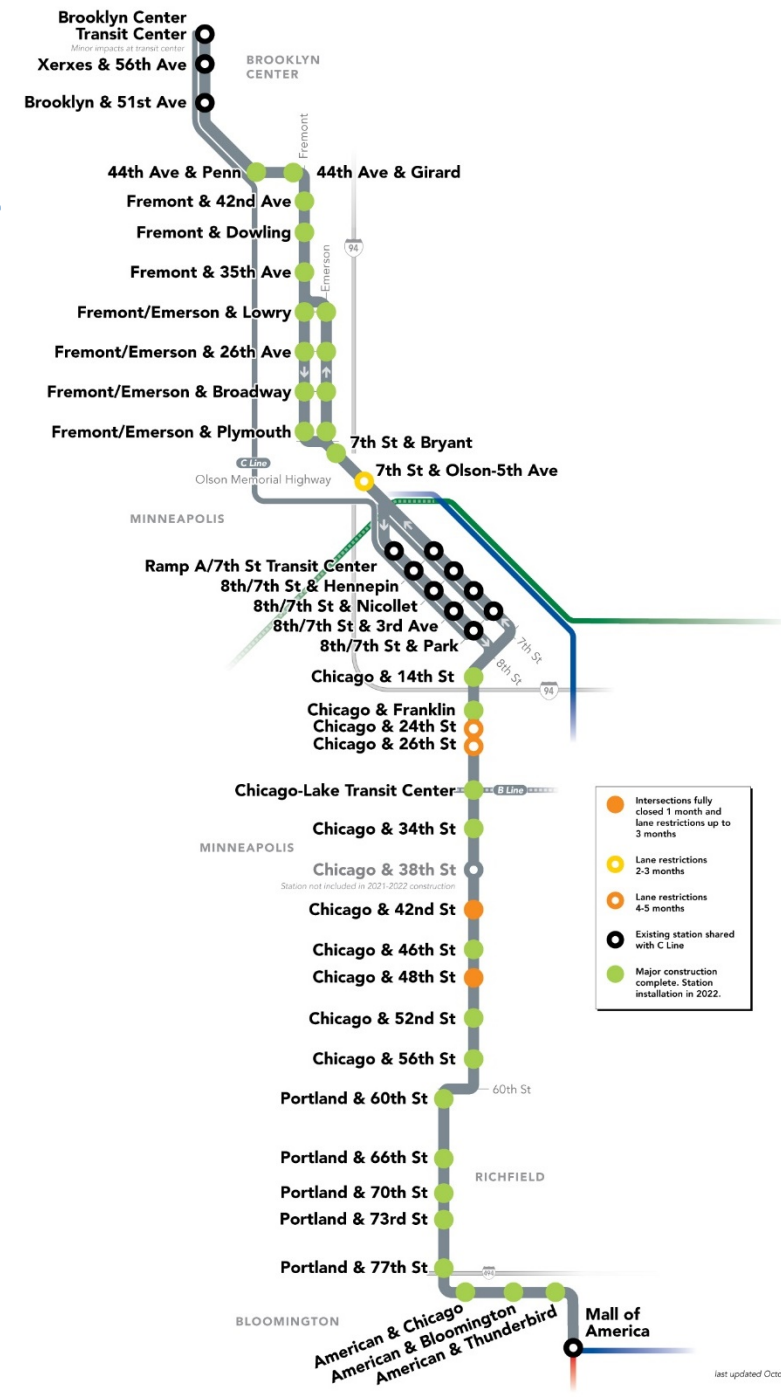 Brooklyn Center
Transit Center
Minor impacts at transit center
Xerxes & 56th Ave
BROOKLYN
CENTER
Brooklyn & 51st Ave
Fremont
44th Ave & Penn
44th Ave & Girard
Fremont & 42nd Ave
Fremont & Dowling
94
Emerson
Fremont & 35th Ave
Fremont/Emerson & Lowry
Fremont/Emerson & 26th Ave
Fremont/Emerson & Broadway
Fremont/Emerson & Plymouth
7th St & Bryant
C Line
7th St & Olson-5th Ave
Olson Memorial Highway
MINNEAPOLIS
Ramp A/7th St Transit Center
8th/7th St & Hennepin
8th/7th St & Nicollet
8th/7th St & 3rd Ave
8th/7th St & Park
7th St
8th St
Chicago & 14th St
94
Chicago & Franklin
Chicago & 24th St
Chicago & 26th St
Chicago-Lake Transit Center
B Line
Chicago & 34th St
MINNEAPOLIS
Chicago & 38th St
Station not included in 2021-2022 construction
Chicago & 42nd St
Chicago & 46th St
Chicago & 48th St
Chicago & 52nd St
Chicago & 56th St
Intersections fully
closed 1 month and
lane restrictions up to
3 months
Lane restrictions
2-3 months
Lane restrictions
4-5 months
Existing station shared
with C Line
Major construction
complete. Station
installation in 2022.
60th St
Portland & 60th St
Portland & 66th St
RICHFIELD
Portland & 70th St
Portland & 73rd St
Portland & 77th St
BLOOMINGTON
American & Chicago
American & Bloomington
American & Thunderbird
Mall of
America
last updated Octo